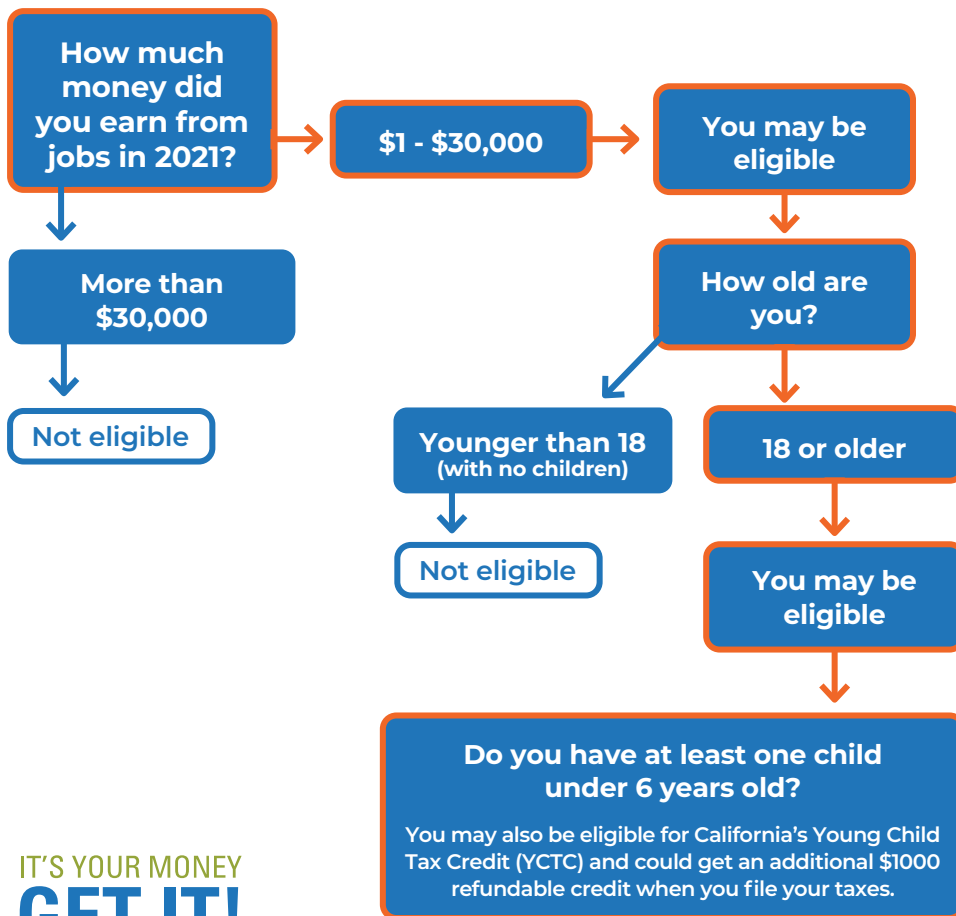 How much
money did
you earn from
jobs in 2021?
$1 - $30,000
You may be
eligible
More than
$30,000
Not eligible
How old are
you?
Younger than 18
(with no children)
Not eligible
18 or older
You may be
eligible
Do you have at least one child
under 6 years old?
You may also be eligible for California's Young Child
Tax Credit (YCTC) and could get an additional $1000
refundable credit when you file your taxes.
IT'S YOUR MONEY
GET IT!